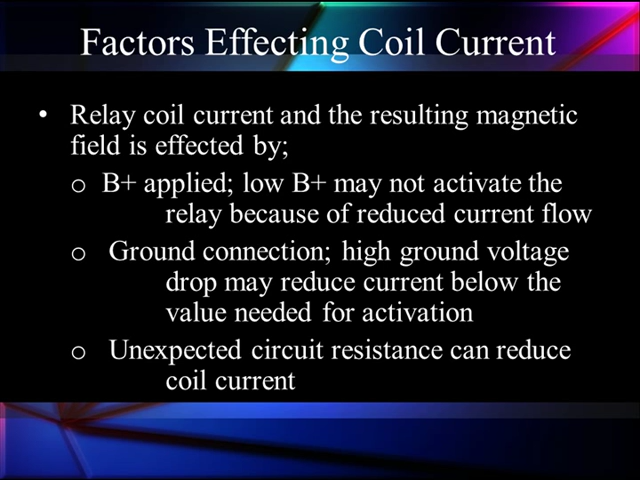 Factors Effecting Coil Current
• Relay coil current and the resulting magnetic
field is effected by;
o B+ applied; low B+ may not activate the
relay because of reduced current flow
o Ground connection; high ground voltage
drop may reduce current below the
value needed for activation
o Unexpected circuit resistance can reduce
coil current